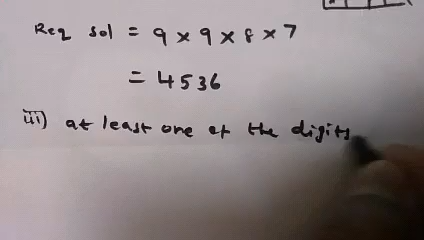 Req sol = 9 x 9 x 8 x 7
= 4536
iii) at least one of the digits